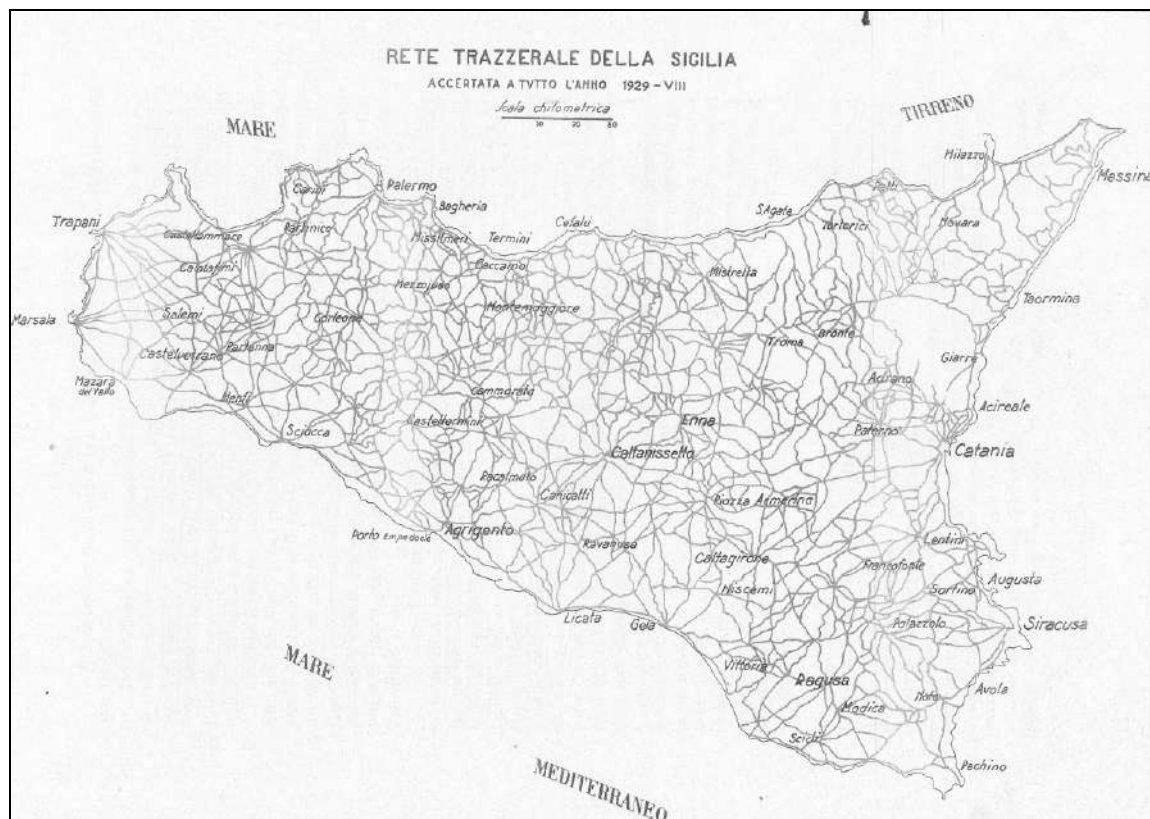 RETE TRAZZERALE DELLA SICILIA
ACCERTATA A TVTTO L'ANNO 1929-VIII
Scala chilometrica
10 20 30
MARE
TIRRENO
Milazzo
Messina
Carini
Palermo
Patti
Bagheria
Trapani
Castellammare
Partinico
Misilmeri
Termini
Cefalù
S.Agata
Tortorici
Novara
Calatafimi
Caccamo
Mistretta
Mezzojuso
Montemaggiore
Taormina
Marsala
Salemi
Corleone
Troina
Bronte
Castelvetrano
Partanna
Giarre
Mazara
del Vallo
Menfi
Cammarata
Adrano
Acireale
Sciacca
Casteltermini
Enna
Paternò
Caltanissetta
Catania
Racalmuto
Canicattì
Piazza Armerina
Porto Empedocle
Agrigento
Ravanusa
Lentini
Caltagirone
Francofonte
Augusta
Niscemi
Sortino
Licata
Gela
Palazzolo
Siracusa
MARE
Vittoria
Ragusa
Avola
Modica
Noto
Scicli
Pachino
MEDITERRANEO